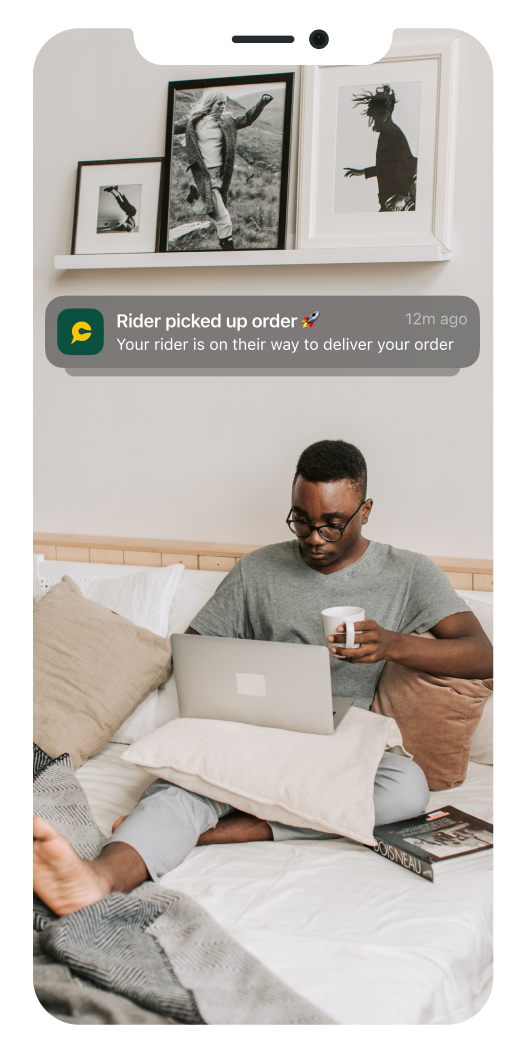 Rider picked up order 🚀
12m ago
Your rider is on their way to deliver your order
OISNEAU